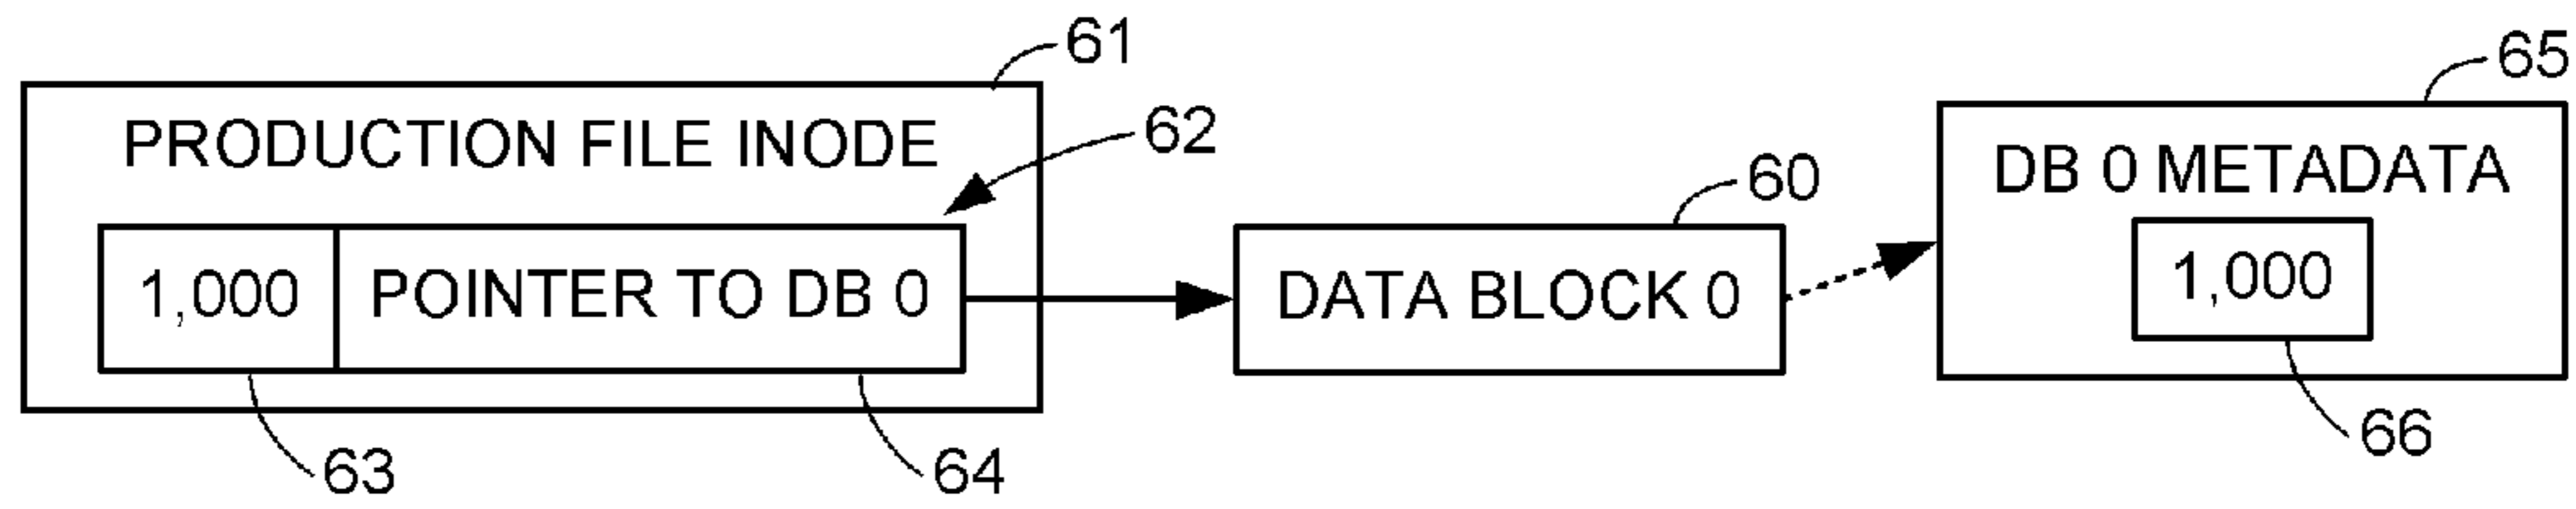 61
PRODUCTION FILE INODE
62
1,000 POINTER TO DB 0
63
64
60
DATA BLOCK 0
65
DB 0 METADATA
1,000
66